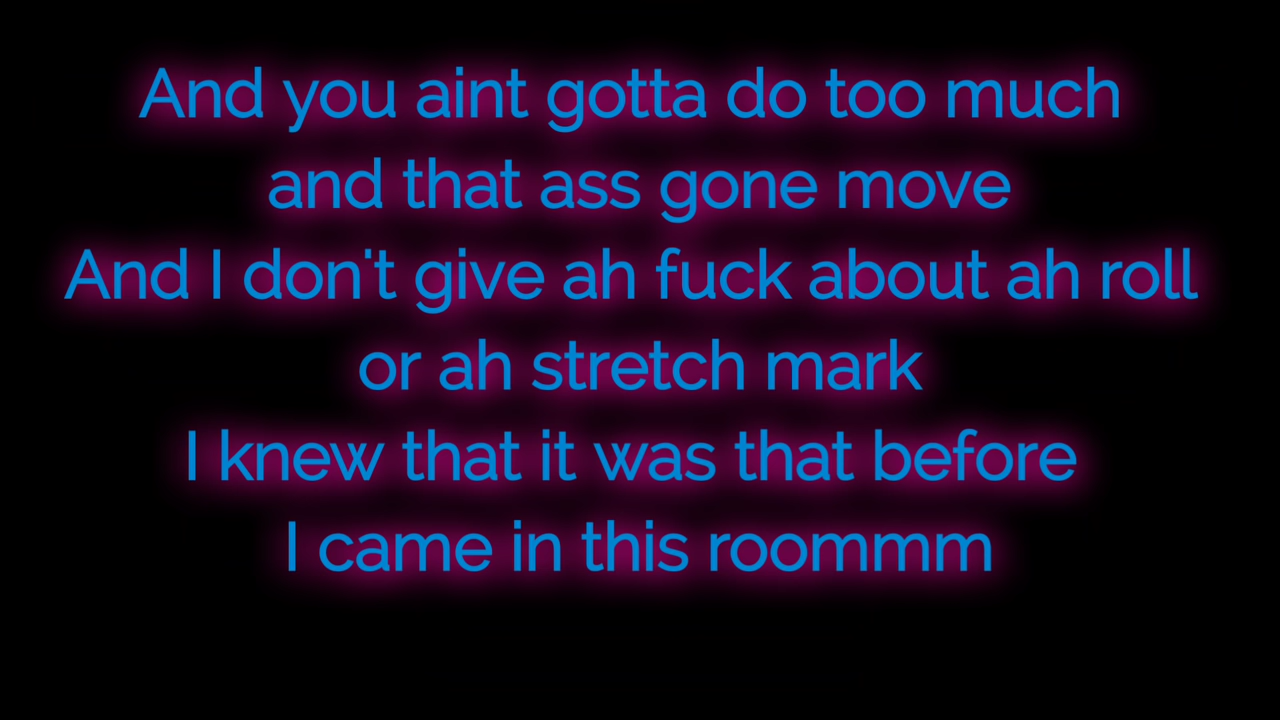 And you aint gotta do too much
and that ass gone move
And I don't give ah fuck about ah roll
or ah stretch mark
I knew that it was that before
I came in this roommm